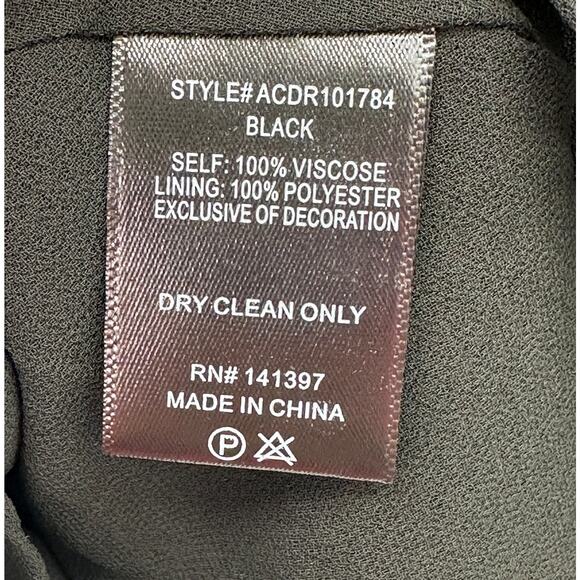 STYLE# ACDR101784
BLACK
SELF: 100% VISCOSE
LINING: 100% POLYESTER
EXCLUSIVE OF DECORATION
DRY CLEAN ONLY
RN# 141397
MADE IN CHINA
P